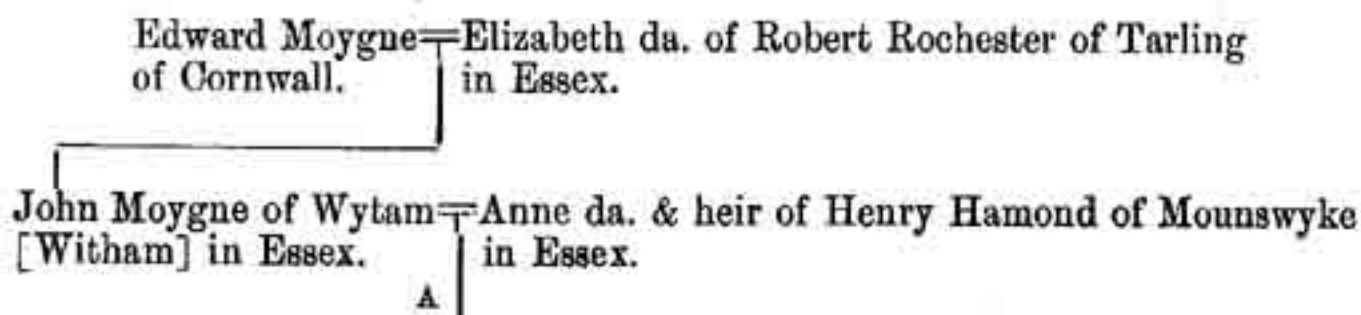 Edward Moygne=Elizabeth da. of Robert Rochester of Tarling
of Cornwall. in Essex.
John Moygne of Wytam=Anne da. & heir of Henry Hamond of Mounswyke
[Witham] in Essex. in Essex.
A